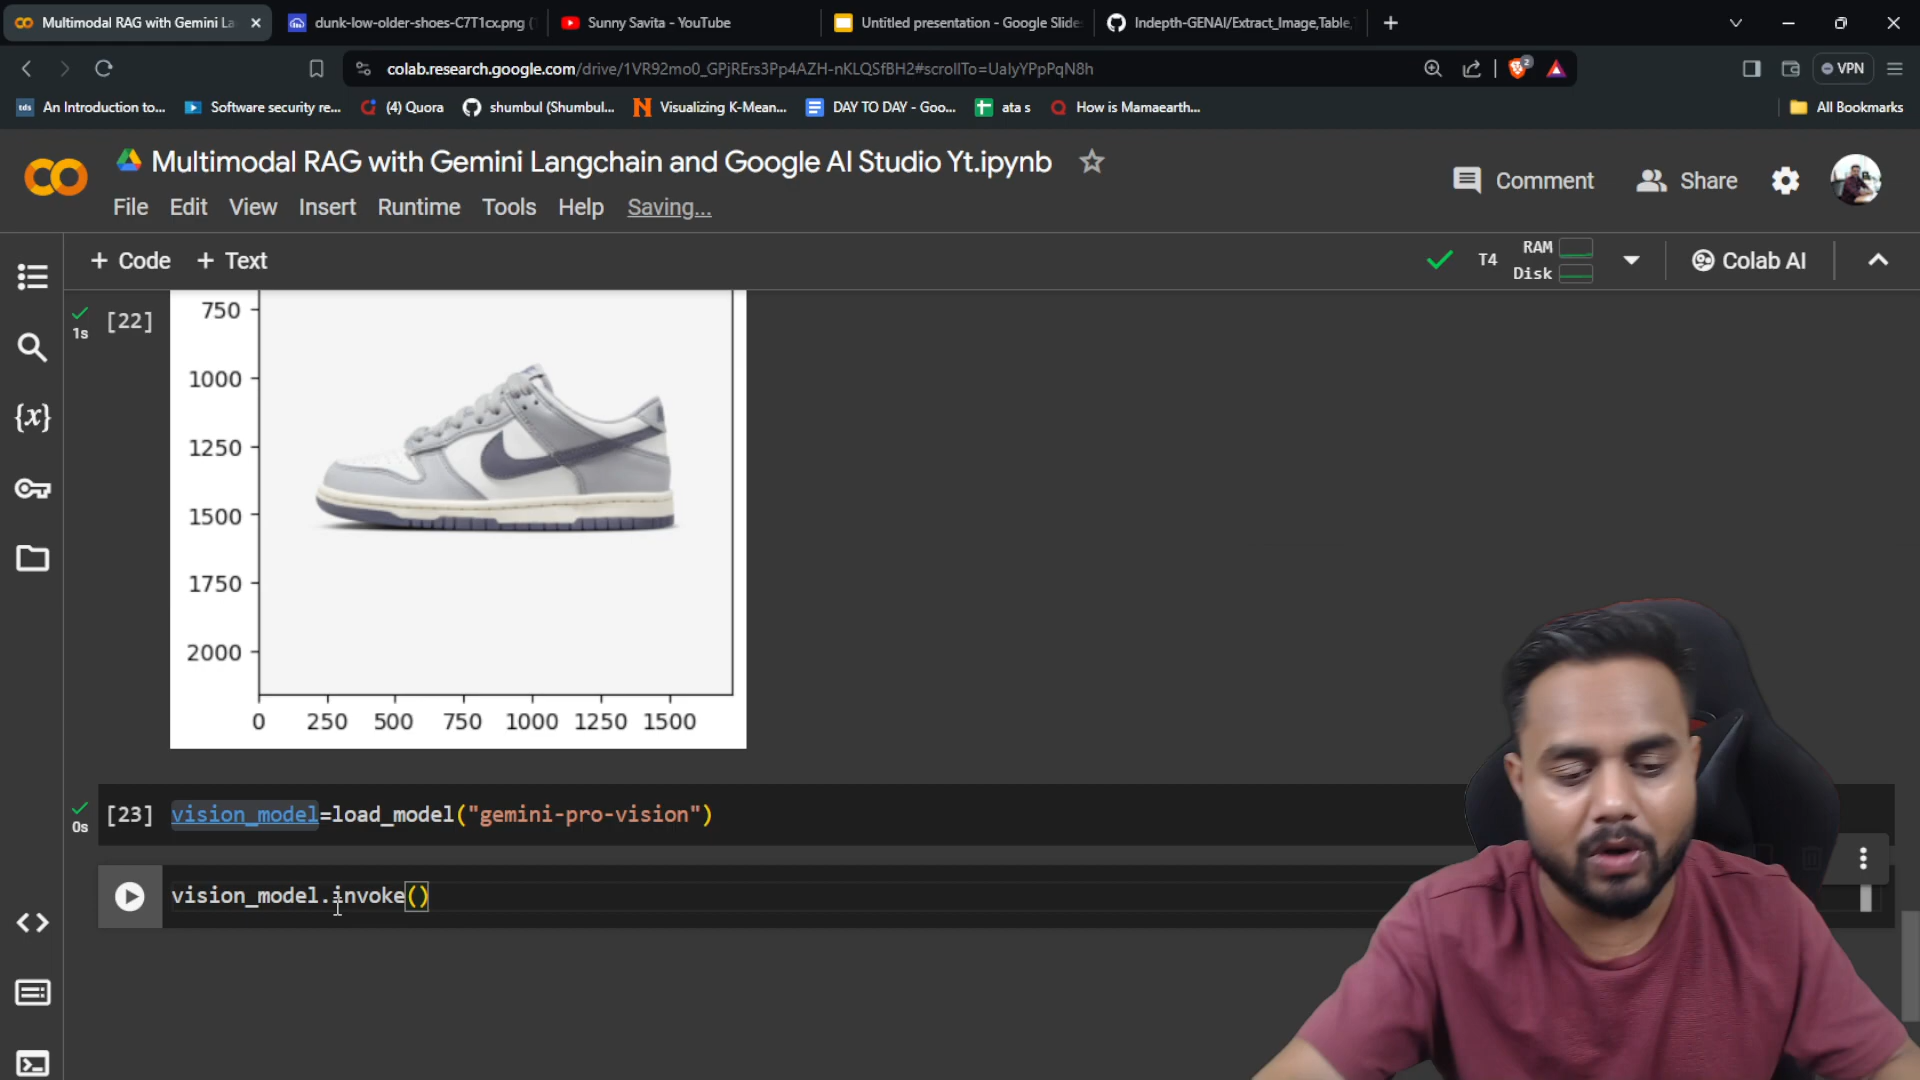 Multimodal RAG with Gemini La
dunk-low-older-shoes-C7T1cx.png (
Sunny Savita - YouTube
Untitled presentation - Google Slide
Indepth-GENAI/Extract_Image,Table,
colab.research.google.com/drive/1VR92mo0_GPjRErs3Pp4AZH-nKLQSfBH2#scrollTo=UalyYPpPqN8h
2
VPN
tds An Introduction to...
Software security re...
(4) Quora
shumbul (Shumbul...
Visualizing K-Mean...
DAY TO DAY - Goo...
ata s
How is Mamaearth...
All Bookmarks
Multimodal RAG with Gemini Langchain and Google AI Studio Yt.ipynb
Comment
Share
File Edit View Insert Runtime Tools Help Saving...
+ Code + Text
T4
RAM
Disk
Colab AI
1s
[22]
750
1000
1250
1500
1750
2000
0 250 500 750 1000 1250 1500
0s
[23] vision_model=load_model("gemini-pro-vision")
vision_model.invoke()